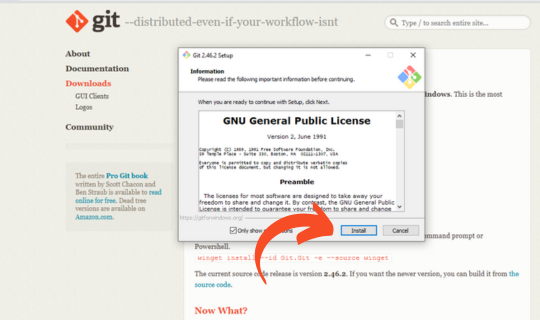 git --distributed-even-if-your-workflow-isnt
Type / to search entire site...
About
Documentation
Downloads
GUI Clients
Logos
Community
The entire Pro Git book
written by Scott Chacon and
Ben Straub is available to read
online for free. Dead tree
versions are available on
Amazon.com.
Git 2.46.2 Setup
Information
Please read the following important information before continuing.
When you are ready to continue with Setup, click Next.
GNU General Public License
Version 2, June 1991
Copyright (C) 1989, 1991 Free Software Foundation, Inc.
59 Temple Place - Suite 330, Boston, MA 02111-1307, USA
Everyone is permitted to copy and distribute verbatim copies
of this license document, but changing it is not allowed.
Preamble
The licenses for most software are designed to take away your
freedom to share and change it. By contrast, the GNU General Public
License is intended to guarantee your freedom to share and change
https://gitforwindows.org/
Only show
Install
Cancel
ndows. This is the most
ommand prompt or
Powershell.
winget install --id Git.Git -e --source winget
The current source code release is version 2.46.2. If you want the newer version, you can build it from the
source code.
Now What?